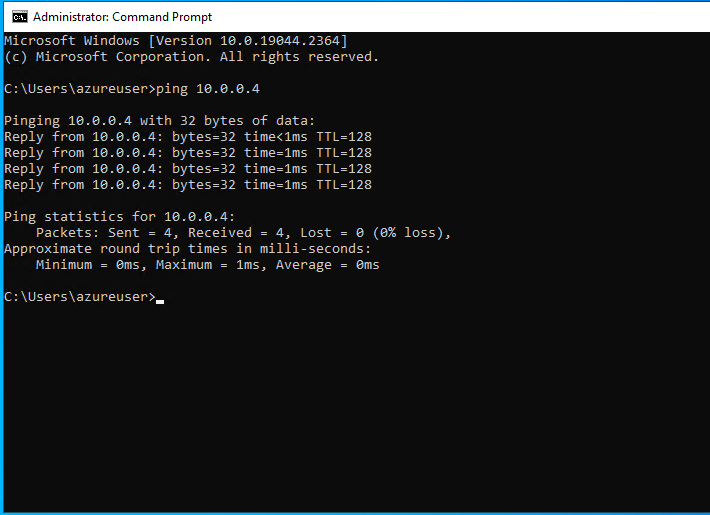 Administrator: Command Prompt
Microsoft Windows [Version 10.0.19044.2364]
(c) Microsoft Corporation. All rights reserved.
C:\Users\azureuser>ping 10.0.0.4
Pinging 10.0.0.4 with 32 bytes of data:
Reply from 10.0.0.4: bytes=32 time<1ms TTL=128
Reply from 10.0.0.4: bytes=32 time=1ms TTL=128
Reply from 10.0.0.4: bytes=32 time=1ms TTL=128
Reply from 10.0.0.4: bytes=32 time=1ms TTL=128
Ping statistics for 10.0.0.4:
    Packets: Sent = 4, Received = 4, Lost = 0 (0% loss),
Approximate round trip times in milli-seconds:
    Minimum = 0ms, Maximum = 1ms, Average = 0ms
C:\Users\azureuser>